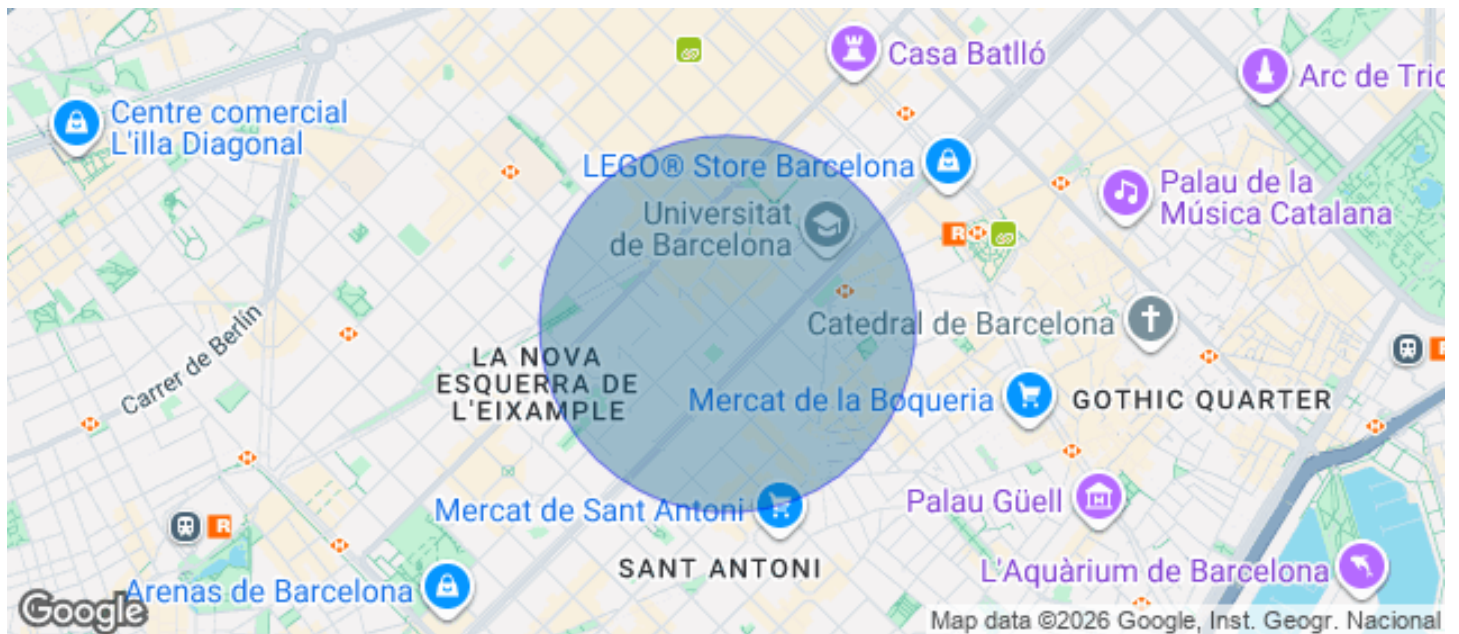 Casa Batlló
Arc de Tric
Centre comercial
L'illa Diagonal
LEGO® Store Barcelona
Palau de la
Música Catalana
Universitat
de Barcelona
R
Catedral de Barcelona
Carrer de Berlín
LA NOVA
ESQUERRA DE
L'EIXAMPLE
Mercat de la Boqueria
GOTHIC QUARTER
Mercat de Sant Antoni
Palau Güell
R
SANT ANTONI
L'Aquàrium de Barcelona
Arenas de Barcelona
Google
Map data ©2026 Google, Inst. Geogr. Nacional